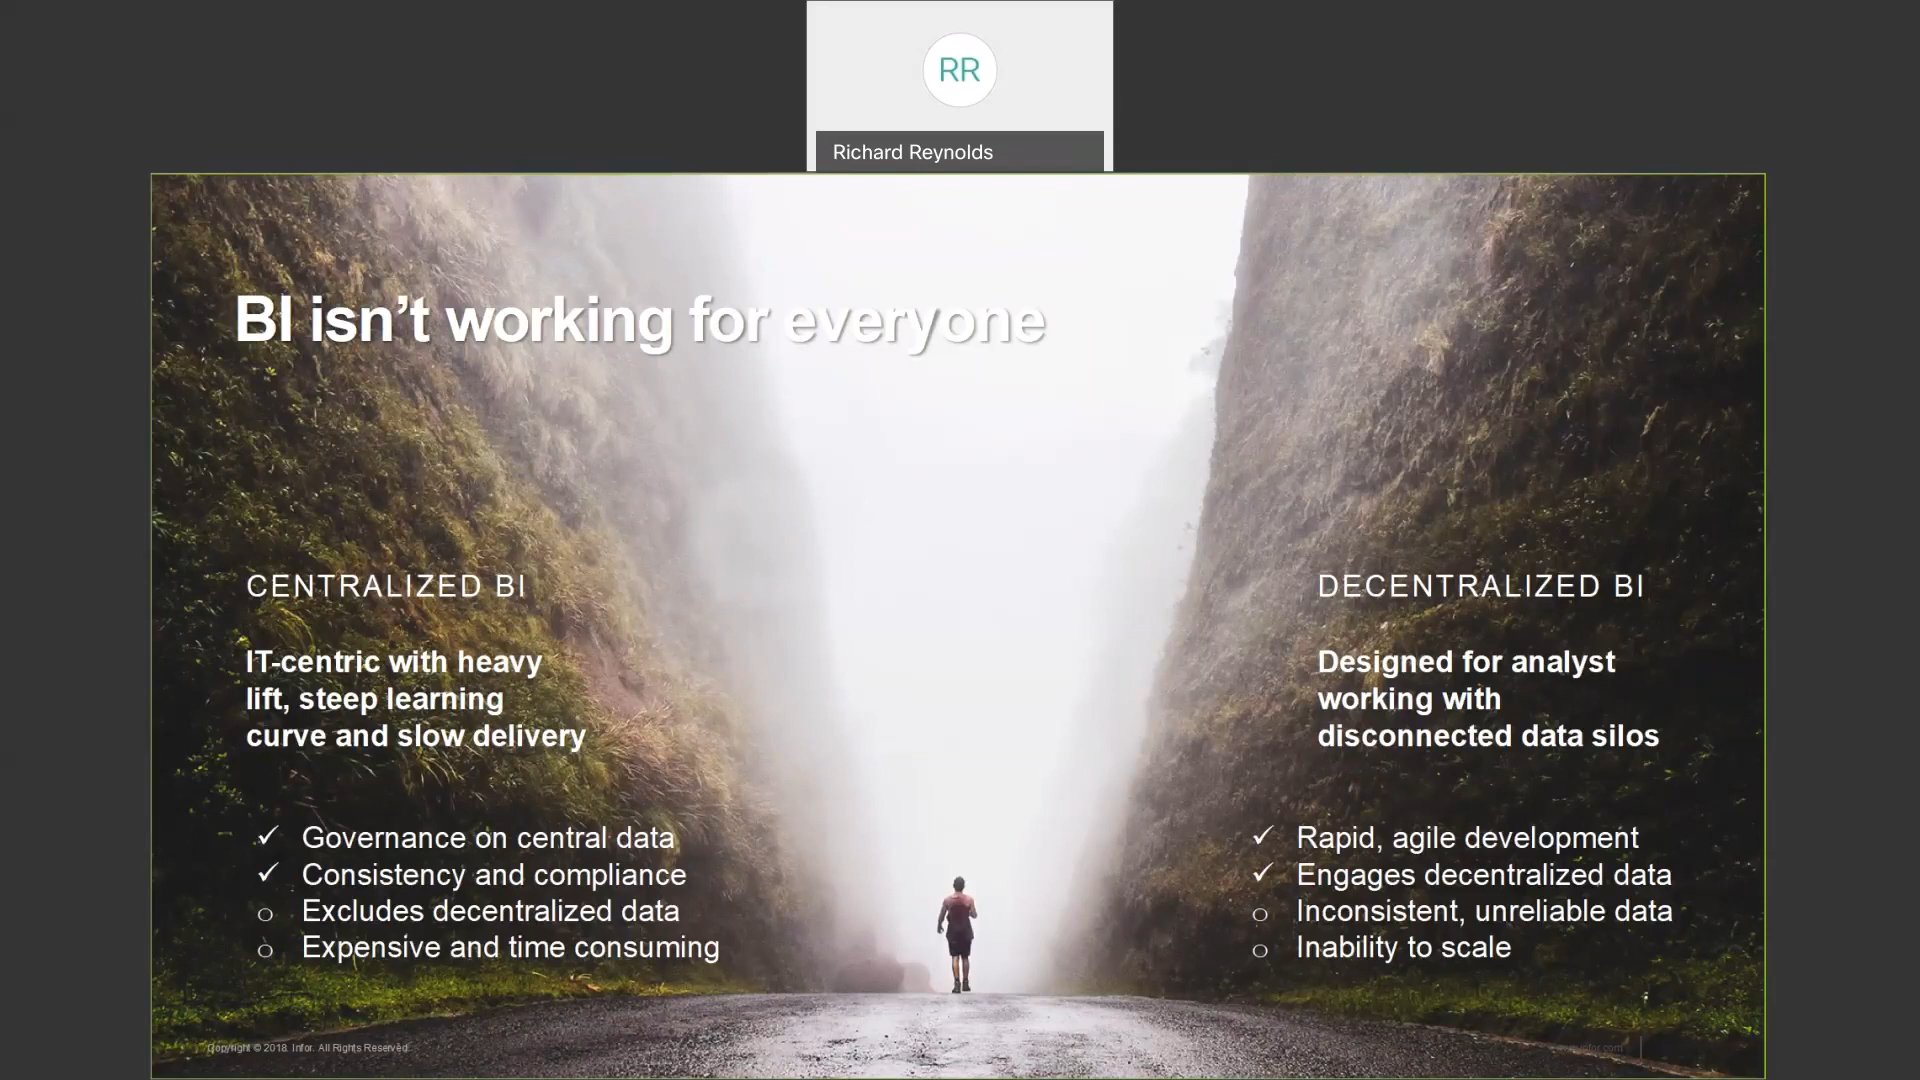 RR
Richard Reynolds
BI isn’t working for everyone
CENTRALIZED BI
IT-centric with heavy
lift, steep learning
curve and slow delivery
✓ Governance on central data
✓ Consistency and compliance
o Excludes decentralized data
o Expensive and time consuming
DECENTRALIZED BI
Designed for analyst
working with
disconnected data silos
✓ Rapid, agile development
✓ Engages decentralized data
o Inconsistent, unreliable data
o Inability to scale
Copyright © 2018. Infor. All Rights Reserved.